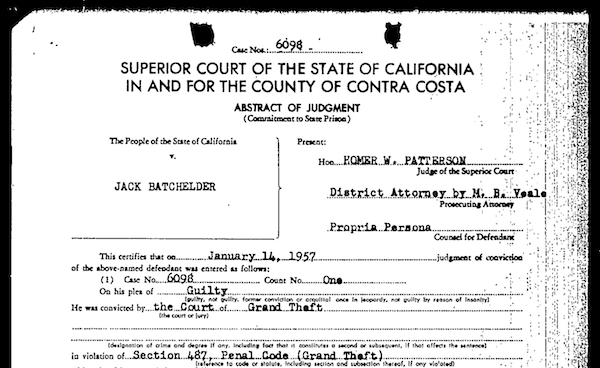 Case No.: 6098
SUPERIOR COURT OF THE STATE OF CALIFORNIA
IN AND FOR THE COUNTY OF CONTRA COSTA
ABSTRACT OF JUDGMENT
(Commitment to State Prison)
The People of the State of California
v.
JACK BATCHELDER
Present:
Hon. HOMER W. PATTERSON
Judge of the Superior Court
District Attorney by M. B. Veale
Prosecuting Attorney
Propria Persona
Counsel for Defendant
This certifies that on January 14, 1957 judgment of conviction
of the above-named defendant was entered as follows:
(1) Case No. 6098 Count No. One
On his plea of Guilty
(guilty, not guilty, former conviction or acquittal once in jeopardy, not guilty by reason of insanity)
He was convicted by the Court of Grand Theft
(the court or jury)
(designation of crime and degree if any, including fact that it constitutes a second or subsequent, if that affects the sentence)
in violation of Section 487, Penal Code (Grand Theft)
(reference to code or statute, including section and subsection thereof, if any violated)